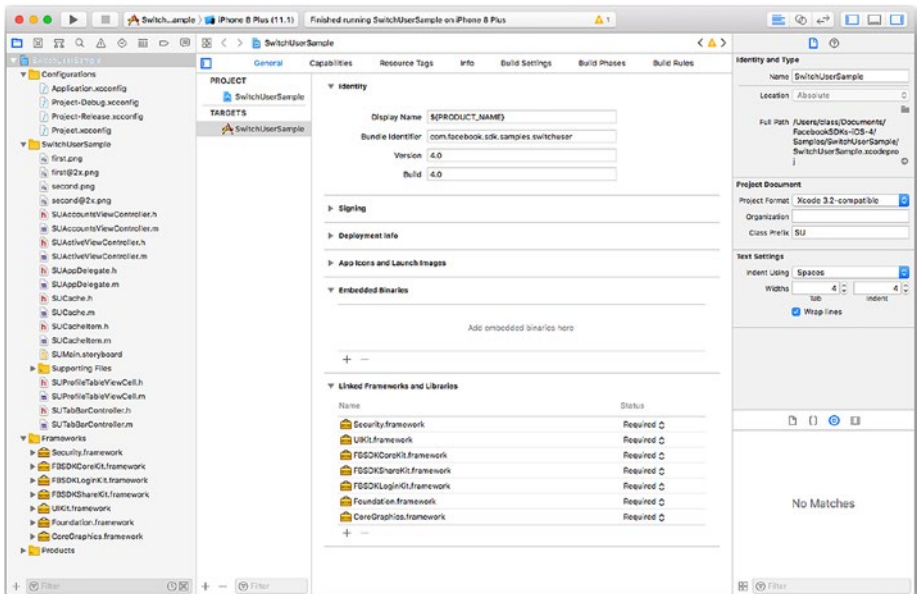 Switch...ample
iPhone 8 Plus (11.1)
Finished running SwitchUserSample on iPhone 8 Plus
1
SwitchUserSample
SwitchUserSample
Configurations
Application.xcconfig
Project-Debug.xcconfig
Project-Release.xcconfig
Project.xcconfig
SwitchUserSample
first.png
first@2x.png
second.png
second@2x.png
SUAccountsViewController.h
SUAccountsViewController.m
SUActiveViewController.h
SUActiveViewController.m
SUAppDelegate.h
SUAppDelegate.m
SUCache.h
SUCache.m
SUCacheItem.h
SUCacheItem.m
SUMain.storyboard
Supporting Files
SUProfileTableViewCell.h
SUProfileTableViewCell.m
SUTabBarController.h
SUTabBarController.m
Frameworks
Security.framework
FBSDKCoreKit.framework
FBSDKLoginKit.framework
FBSDKShareKit.framework
UIKit.framework
Foundation.framework
CoreGraphics.framework
Products
Filter
General Capabilities Resource Tags Info Build Settings Build Phases Build Rules
PROJECT
SwitchUserSample
TARGETS
SwitchUserSample
Filter
Identity
Display Name ${PRODUCT_NAME}
Bundle Identifier com.facebook.sdk.samples.switchuser
Version 4.0
Build 4.0
Signing
Deployment Info
App Icons and Launch Images
Embedded Binaries
Add embedded binaries here
Linked Frameworks and Libraries
Name Status
Security.framework Required
UIKit.framework Required
FBSDKCoreKit.framework Required
FBSDKShareKit.framework Required
FBSDKLoginKit.framework Required
Foundation.framework Required
CoreGraphics.framework Required
Identity and Type
Name SwitchUserSample
Location Absolute
Full Path /Users/class/Documents/
FacebookSDKs-iOS-4/
Samples/SwitchUserSample/
SwitchUserSample.xcodepro
j
Project Document
Project Format Xcode 3.2-compatible
Organization
Class Prefix SU
Text Settings
Indent Using Spaces
Widths 4 4
Tab Indent
Wrap lines
No Matches
Filter